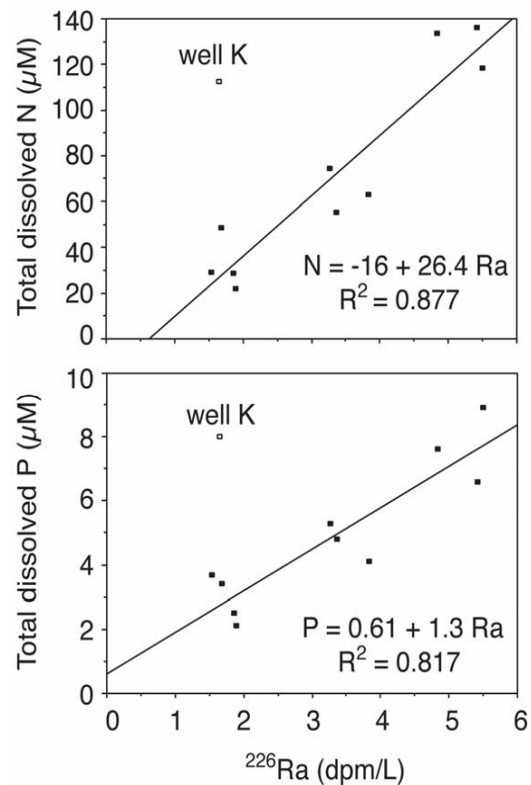 140
120
100
80
60
40
20
0
Total dissolved N (µM)
well K
N = -16 + 26.4 Ra
R² = 0.877
10
8
6
4
2
0
Total dissolved P (µM)
well K
P = 0.61 + 1.3 Ra
R² = 0.817
0 1 2 3 4 5 6
²²⁶Ra (dpm/L)